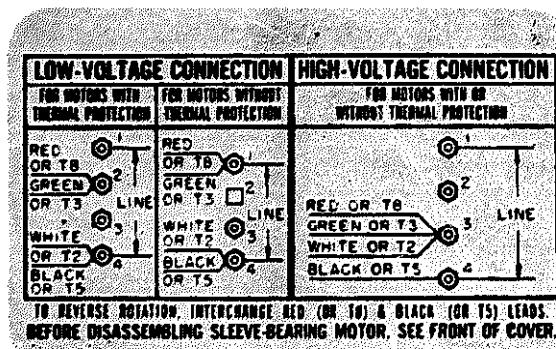 LOW-VOLTAGE CONNECTION
HIGH-VOLTAGE CONNECTION
FOR MOTORS WITH
THERMAL PROTECTION
FOR MOTORS WITHOUT
THERMAL PROTECTION
FOR MOTORS WITH OR
WITHOUT THERMAL PROTECTION
RED
OR T8
GREEN
OR T3
WHITE
OR T2
BLACK
OR T5
1
2
3
4
LINE
RED
OR T8
GREEN
OR T3
WHITE
OR T2
BLACK
OR T5
1
2
3
4
LINE
RED OR T8
GREEN OR T3
WHITE OR T2
BLACK OR T5
1
2
3
4
LINE
TO REVERSE ROTATION, INTERCHANGE RED (OR T8) & BLACK (OR T5) LEADS.
BEFORE DISASSEMBLING SLEEVE-BEARING MOTOR, SEE FRONT OF COVER.